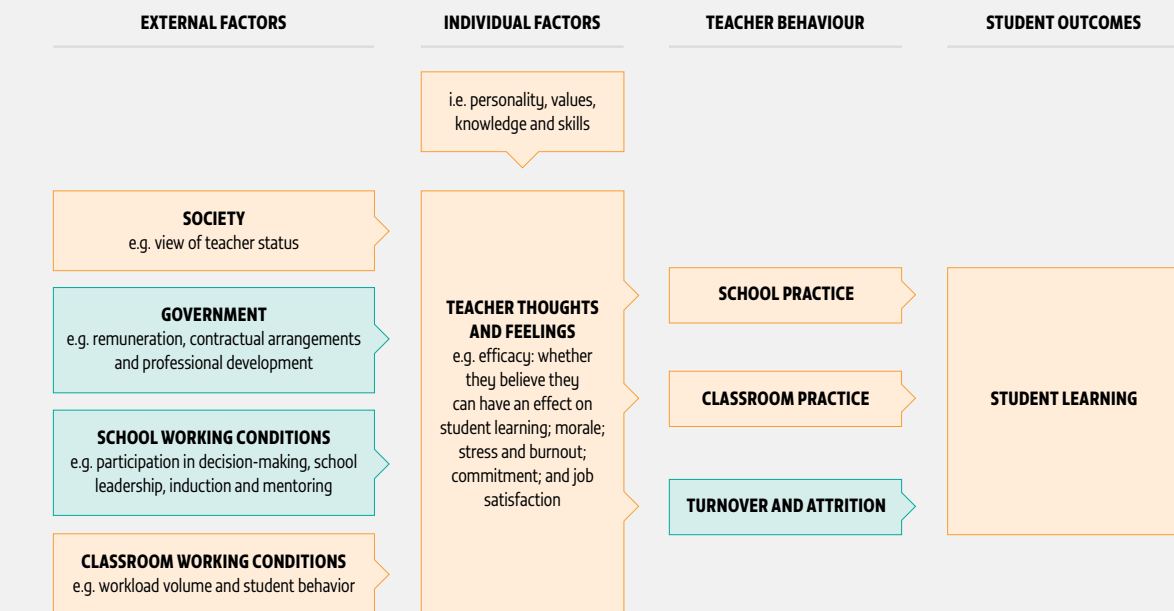 EXTERNAL FACTORS
INDIVIDUAL FACTORS
TEACHER BEHAVIOUR
STUDENT OUTCOMES
i.e. personality, values,
knowledge and skills
SOCIETY
e.g. view of teacher status
GOVERNMENT
e.g. remuneration, contractual arrangements
and professional development
SCHOOL WORKING CONDITIONS
e.g. participation in decision-making, school
leadership, induction and mentoring
CLASSROOM WORKING CONDITIONS
e.g. workload volume and student behavior
TEACHER THOUGHTS
AND FEELINGS
e.g. efficacy: whether
they believe they
can have an effect on
student learning; morale;
stress and burnout;
commitment; and job
satisfaction
SCHOOL PRACTICE
CLASSROOM PRACTICE
TURNOVER AND ATTRITION
STUDENT LEARNING